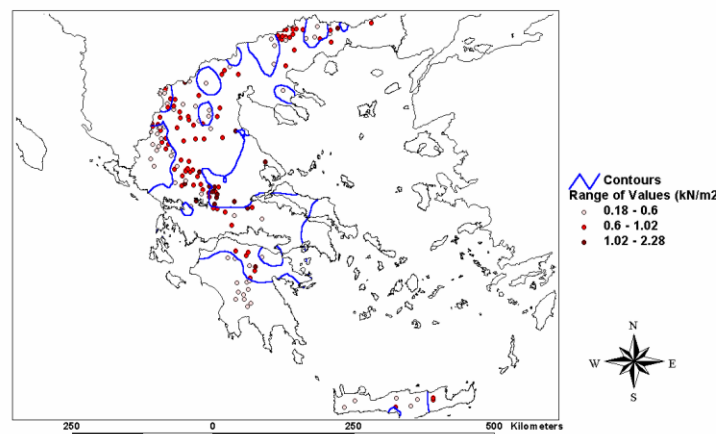 Contours
Range of Values (kN/m2
0.18 - 0.6
0.6 - 1.02
1.02 - 2.28
N
W E
S
250 0 250 500 Kilometers